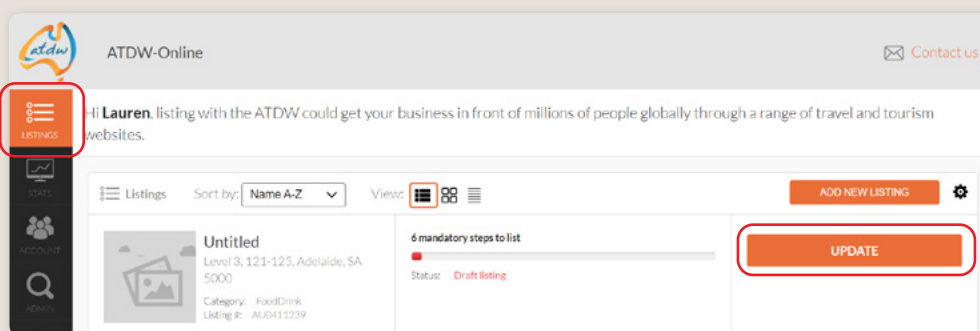 atdw
ATDW-Online
Contact us
LISTINGS
Hi Lauren, listing with the ATDW could get your business in front of millions of people globally through a range of travel and tourism
websites.
STATS
Listings Sort by: Name A-Z View: ADD NEW LISTING
ACCOUNT
Untitled
Level 3, 121-125, Adelaide, SA
5000
Category: FoodDrink
Listing #: AU0411239
6 mandatory steps to list
Status: Draft listing
UPDATE
ADMIN